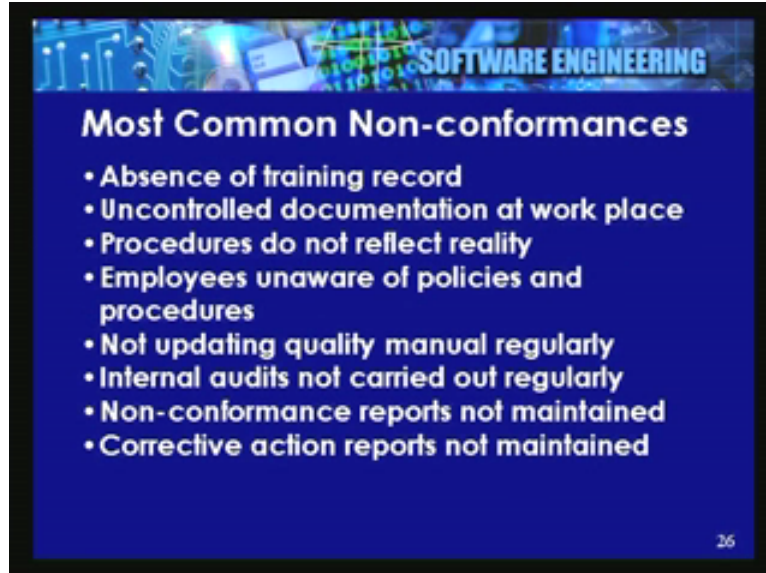 SOFTWARE ENGINEERING
Most Common Non-conformances
•Absence of training record
•Uncontrolled documentation at work place
•Procedures do not reflect reality
•Employees unaware of policies and
procedures
•Not updating quality manual regularly
•Internal audits not carried out regularly
•Non-conformance reports not maintained
•Corrective action reports not maintained
26